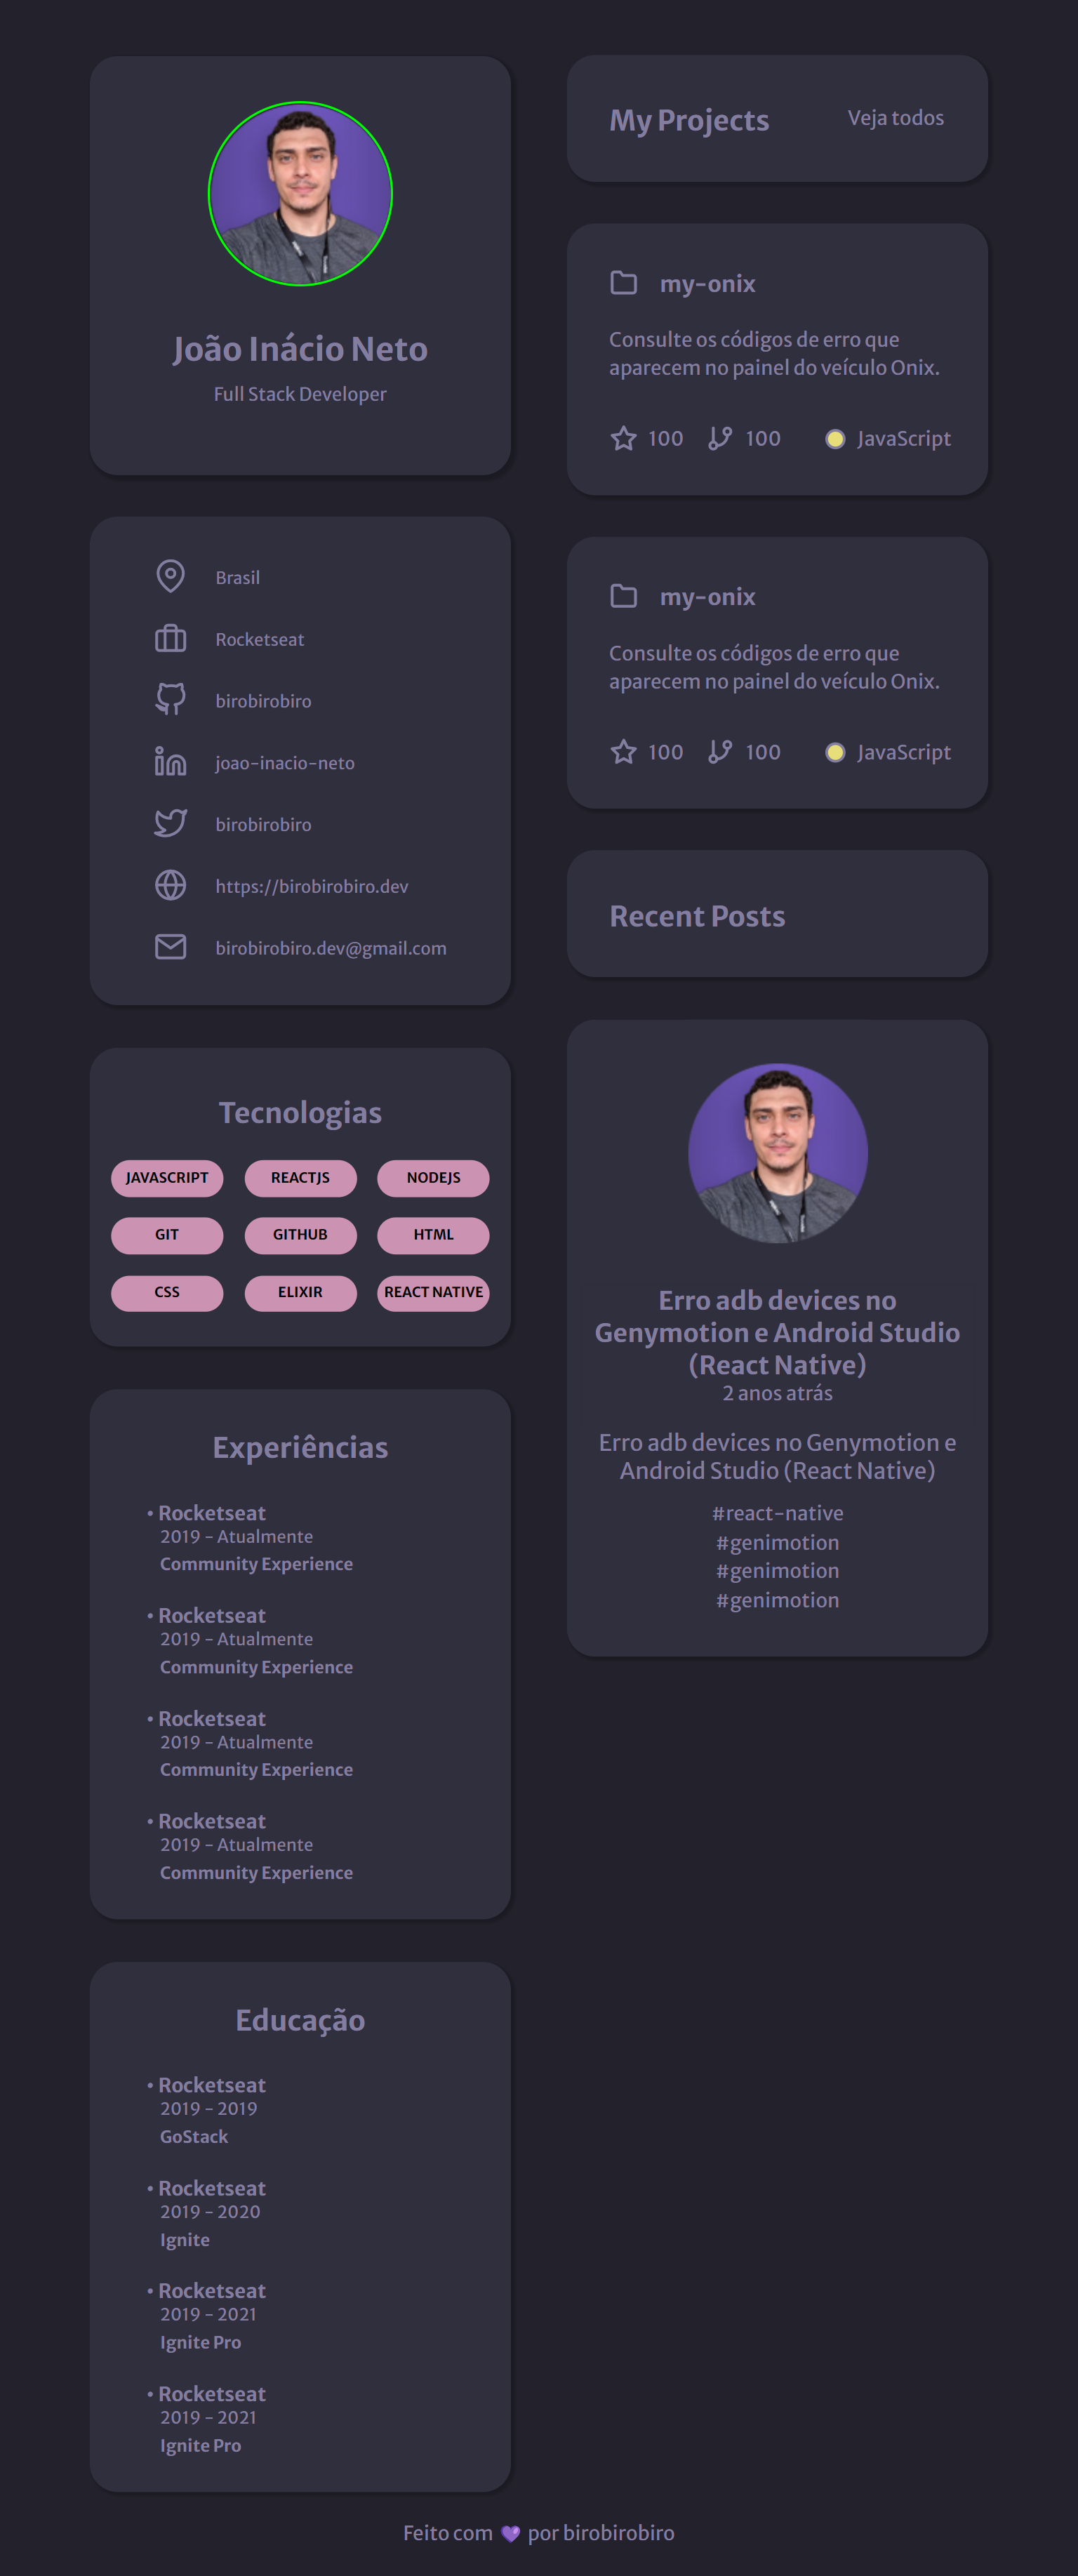 João Inácio Neto
Full Stack Developer
Brasil
Rocketseat
birobirobiro
joao-inacio-neto
birobirobiro
https://birobirobiro.dev
birobirobiro.dev@gmail.com
Tecnologias
JAVASCRIPT REACTJS NODEJS
GIT GITHUB HTML
CSS ELIXIR REACT NATIVE
Experiências
• Rocketseat
2019 - Atualmente
Community Experience
• Rocketseat
2019 - Atualmente
Community Experience
• Rocketseat
2019 - Atualmente
Community Experience
• Rocketseat
2019 - Atualmente
Community Experience
Educação
• Rocketseat
2019 - 2019
GoStack
• Rocketseat
2019 - 2020
Ignite
• Rocketseat
2019 - 2021
Ignite Pro
• Rocketseat
2019 - 2021
Ignite Pro
My Projects Veja todos
my-onix
Consulte os códigos de erro que
aparecem no painel do veículo Onix.
100 100 JavaScript
my-onix
Consulte os códigos de erro que
aparecem no painel do veículo Onix.
100 100 JavaScript
Recent Posts
Erro adb devices no
Genymotion e Android Studio
(React Native)
2 anos atrás
Erro adb devices no Genymotion e
Android Studio (React Native)
#react-native
#genimotion
#genimotion
#genimotion
Feito com 💜 por birobirobiro